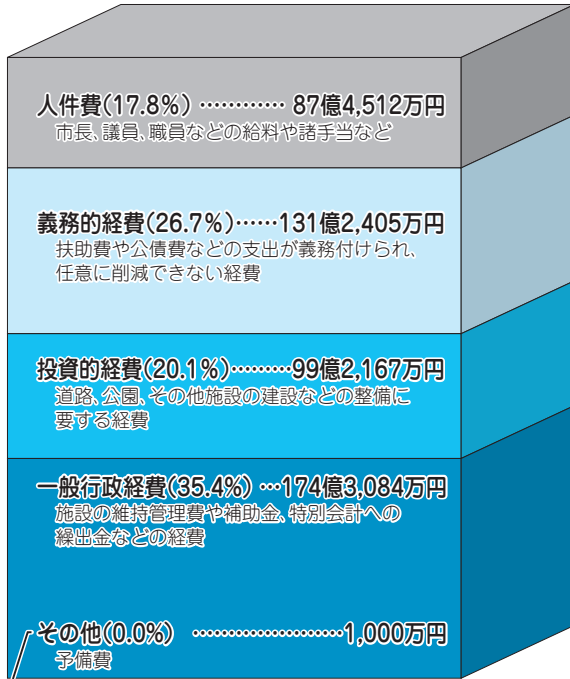 人件費(17.8%) ………… 87億4,512万円
市長、議員、職員などの給料や諸手当など
義務的経費(26.7%)……131億2,405万円
扶助費や公債費などの支出が義務付けられ、
任意に削減できない経費
投資的経費(20.1%)………99億2,167万円
道路、公園、その他施設の建設などの整備に
要する経費
一般行政経費(35.4%) …174億3,084万円
施設の維持管理費や補助金、特別会計への
繰出金などの経費
その他(0.0%) …………………1,000万円
予備費